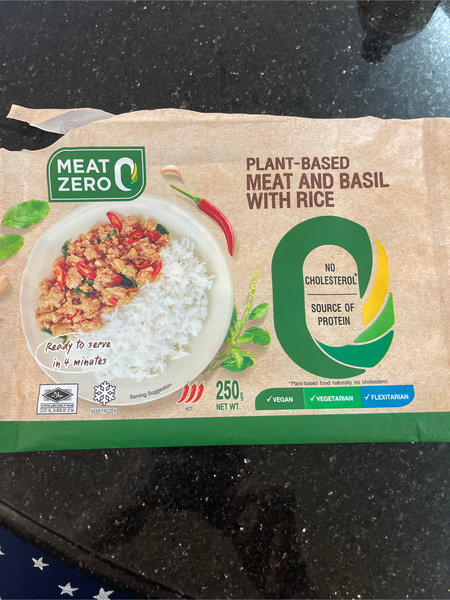 MEAT
ZERO
PLANT-BASED
MEAT AND BASIL
WITH RICE
NO
CHOLESTEROL*
SOURCE OF
PROTEIN
Ready to serve
in 4 minutes
*Plant-based food naturally no cholesterol.
KEEP FROZEN
Serving Suggestion
HOT
250g
NET WT.
✓VEGAN
✓VEGETARIAN
✓FLEXITARIAN